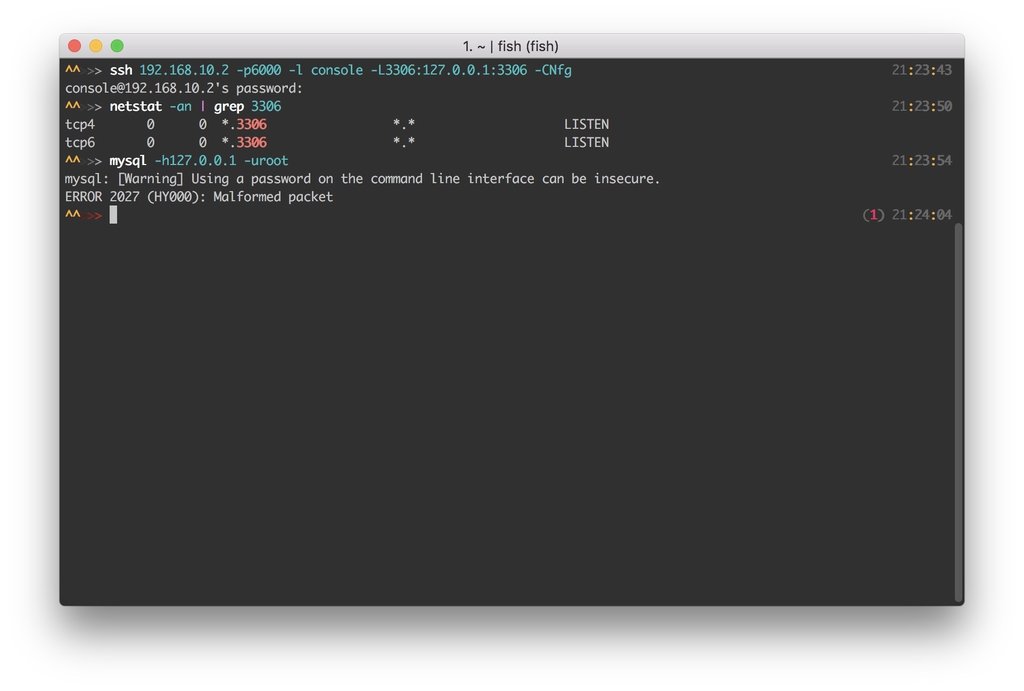 1. ~ | fish (fish)
^^ >> ssh 192.168.10.2 -p6000 -l console -L3306:127.0.0.1:3306 -CNfg 21:23:43
console@192.168.10.2's password:
^^ >> netstat -an | grep 3306 21:23:50
tcp4       0      0  *.3306                 *.*                    LISTEN
tcp6       0      0  *.3306                 *.*                    LISTEN
^^ >> mysql -h127.0.0.1 -uroot 21:23:54
mysql: [Warning] Using a password on the command line interface can be insecure.
ERROR 2027 (HY000): Malformed packet
^^ >> (1) 21:24:04